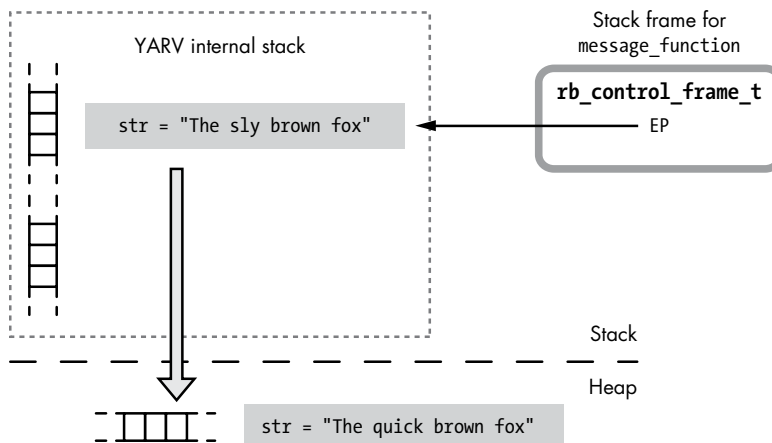 Stack frame for
message_function
YARV internal stack
rb_control_frame_t
str = "The sly brown fox"
EP
Stack
Heap
str = "The quick brown fox"